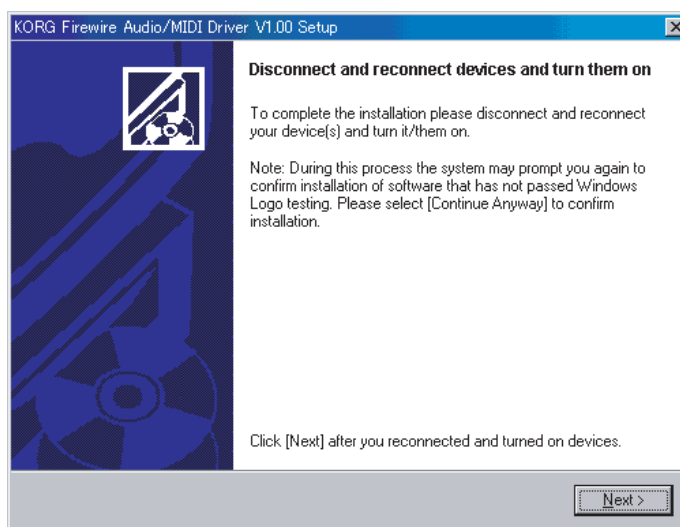 KORG Firewire Audio/MIDI Driver V1.00 Setup
Disconnect and reconnect devices and turn them on
To complete the installation please disconnect and reconnect
your device(s) and turn it/them on.
Note: During this process the system may prompt you again to
confirm installation of software that has not passed Windows
Logo testing. Please select [Continue Anyway] to confirm
installation.
Click [Next] after you reconnected and turned on devices.
Next >